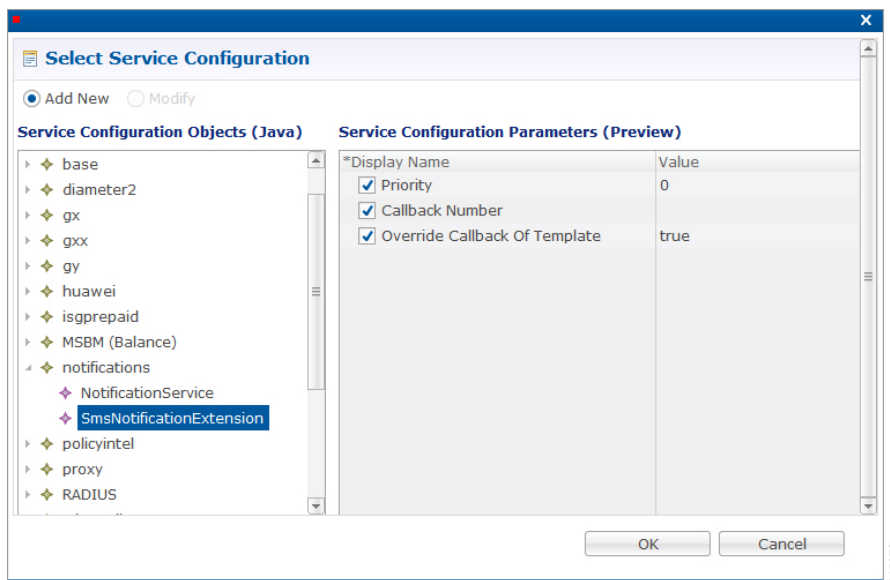 Select Service Configuration
Add New Modify
Service Configuration Objects (Java)
base
diameter2
gx
gxx
gy
huawei
isgprepaid
MSBM (Balance)
notifications
NotificationService
SmsNotificationExtension
policyintel
proxy
RADIUS
Service Configuration Parameters (Preview)
*Display Name Value
Priority 0
Callback Number
Override Callback Of Template true
OK Cancel